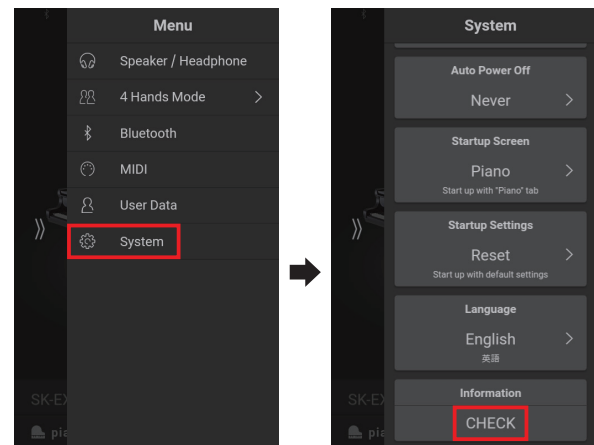 Menu
Speaker / Headphone
4 Hands Mode
Bluetooth
MIDI
User Data
System
SK-EX
pia
System
Auto Power Off
Never
Startup Screen
Piano
Start up with "Piano" tab
Startup Settings
Reset
Start up with default settings
Language
English
英語
Information
CHECK
SK-EX
pia